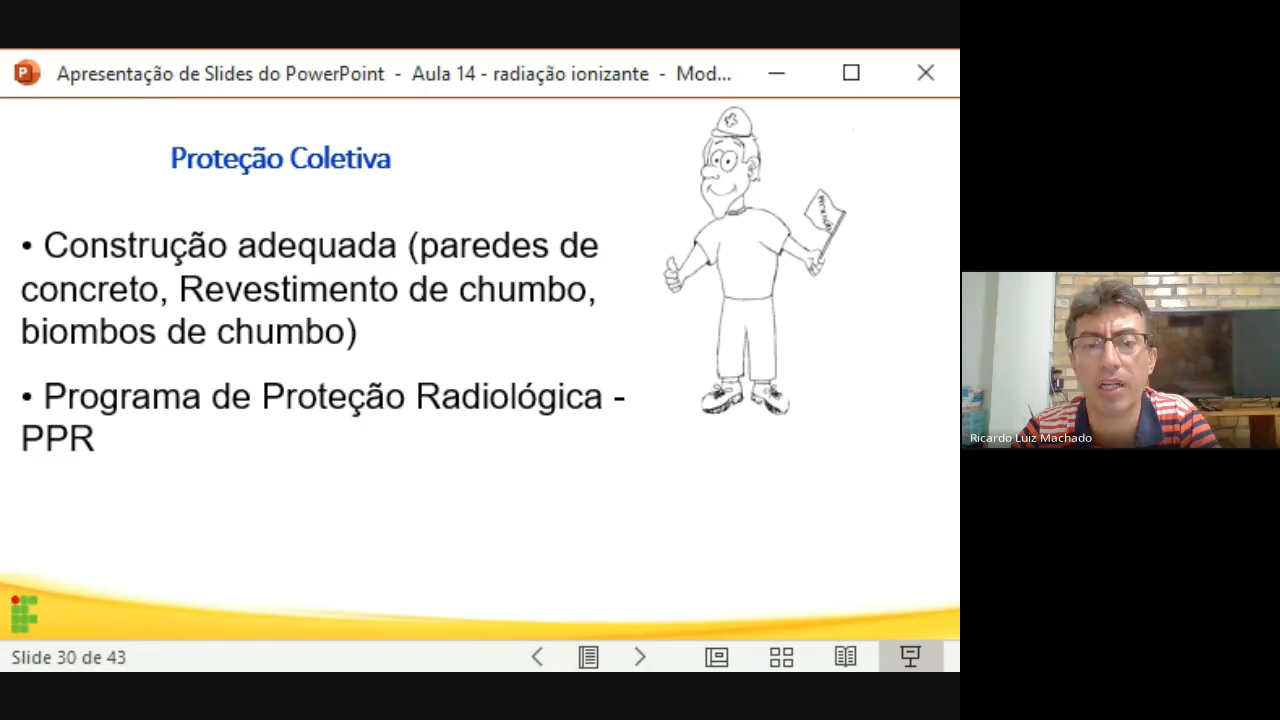 Apresentação de Slides do PowerPoint - Aula 14 - radiação ionizante - Mod...
Proteção Coletiva
• Construção adequada (paredes de
concreto, Revestimento de chumbo,
biombos de chumbo)
• Programa de Proteção Radiológica -
PPR
Ricardo Luiz Machado
Slide 30 de 43